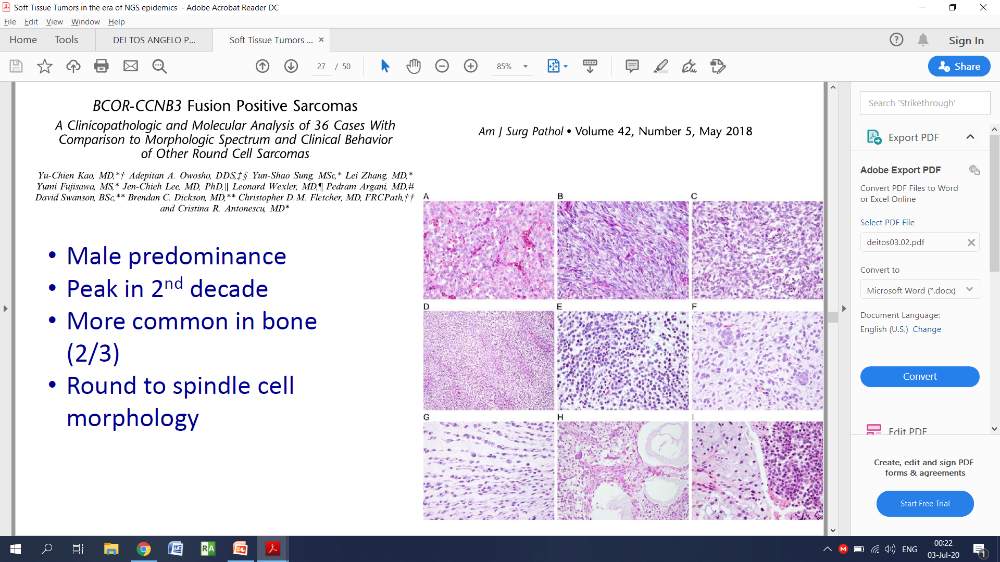 Soft Tissue Tumors in the era of NGS epidemics - Adobe Acrobat Reader DC
File Edit View Window Help
Home Tools DEI TOS ANGELO P... Soft Tissue Tumors ... ×
Sign In
27 / 50 85% Share
BCOR-CCNB3 Fusion Positive Sarcomas
A Clinicopathologic and Molecular Analysis of 36 Cases With
Comparison to Morphologic Spectrum and Clinical Behavior
of Other Round Cell Sarcomas
Am J Surg Pathol • Volume 42, Number 5, May 2018
Yu-Chien Kao, MD,*† Adepitan A. Owosho, DDS,‡§ Yun-Shao Sung, MSc,* Lei Zhang, MD,*
Yumi Fujisawa, MS,* Jen-Chieh Lee, MD, PhD,|| Leonard Wexler, MD,¶ Pedram Argani, MD,#
David Swanson, BSc,** Brendan C. Dickson, MD,** Christopher D.M. Fletcher, MD, FRCPath,††
and Cristina R. Antonescu, MD*
• Male predominance
• Peak in 2nd decade
• More common in bone
(2/3)
• Round to spindle cell
morphology
A B C
D E F
G H I
Search 'Strikethrough'
Export PDF
Adobe Export PDF
Convert PDF Files to Word
or Excel Online
Select PDF File
deitos03.02.pdf
Convert to
Microsoft Word (*.docx)
Document Language:
English (U.S.) Change
Convert
Edit PDF
Create, edit and sign PDF
forms & agreements
Start Free Trial
ENG
00:22
03-Jul-20
1